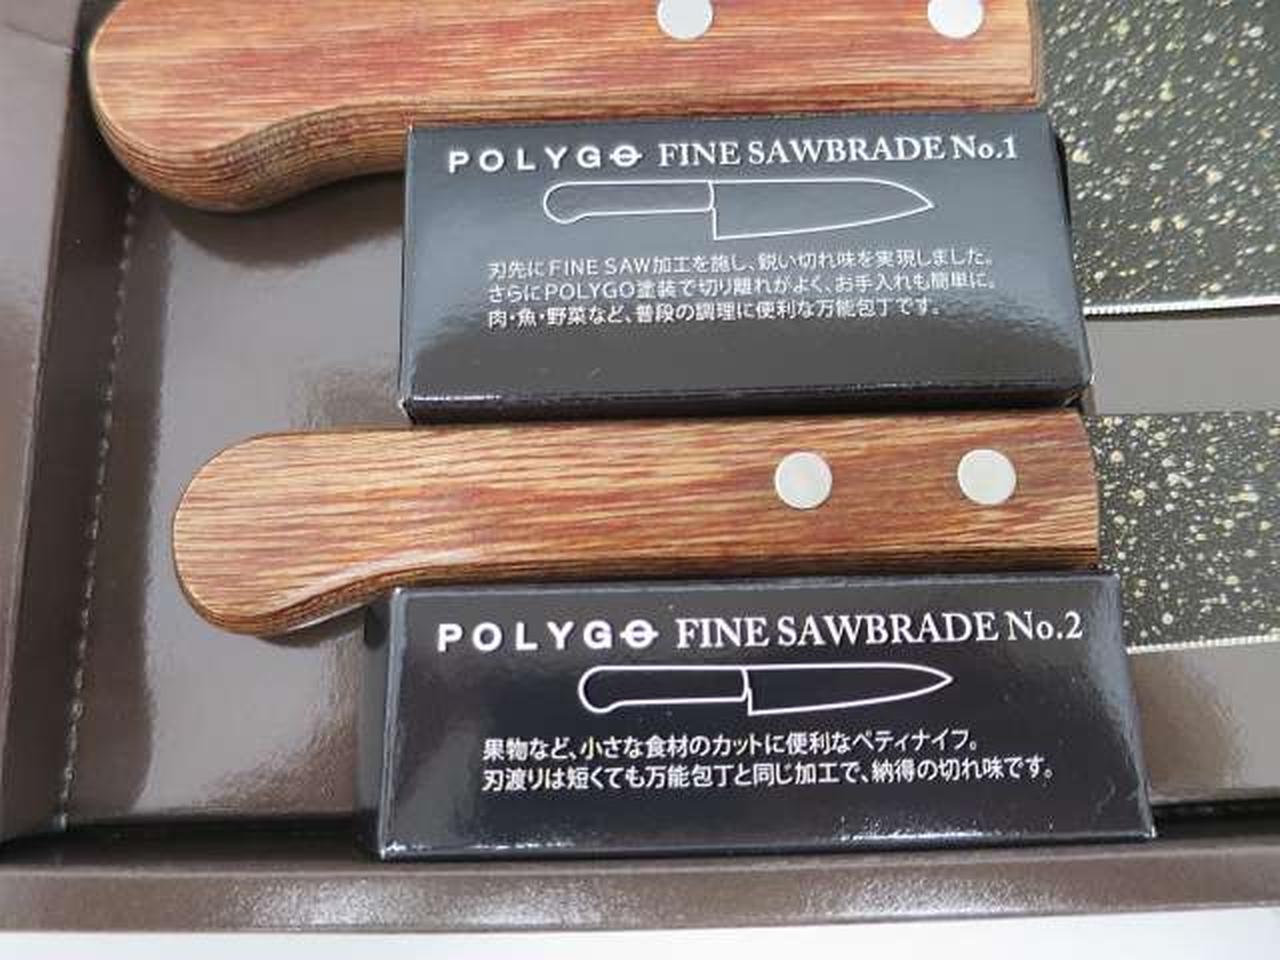 POLYGO FINE SAWBRADE No.1
刃先にFINE SAW加工を施し、鋭い切れ味を実現しました。
さらにPOLYGO塗装で切り離れがよく、お手入れも簡単に。
肉・魚・野菜など、普段の調理に便利な万能包丁です。
POLYGO FINE SAWBRADE No.2
果物など、小さな食材のカットに便利なペティナイフ。
刃渡りは短くても万能包丁と同じ加工で、納得の切れ味です。